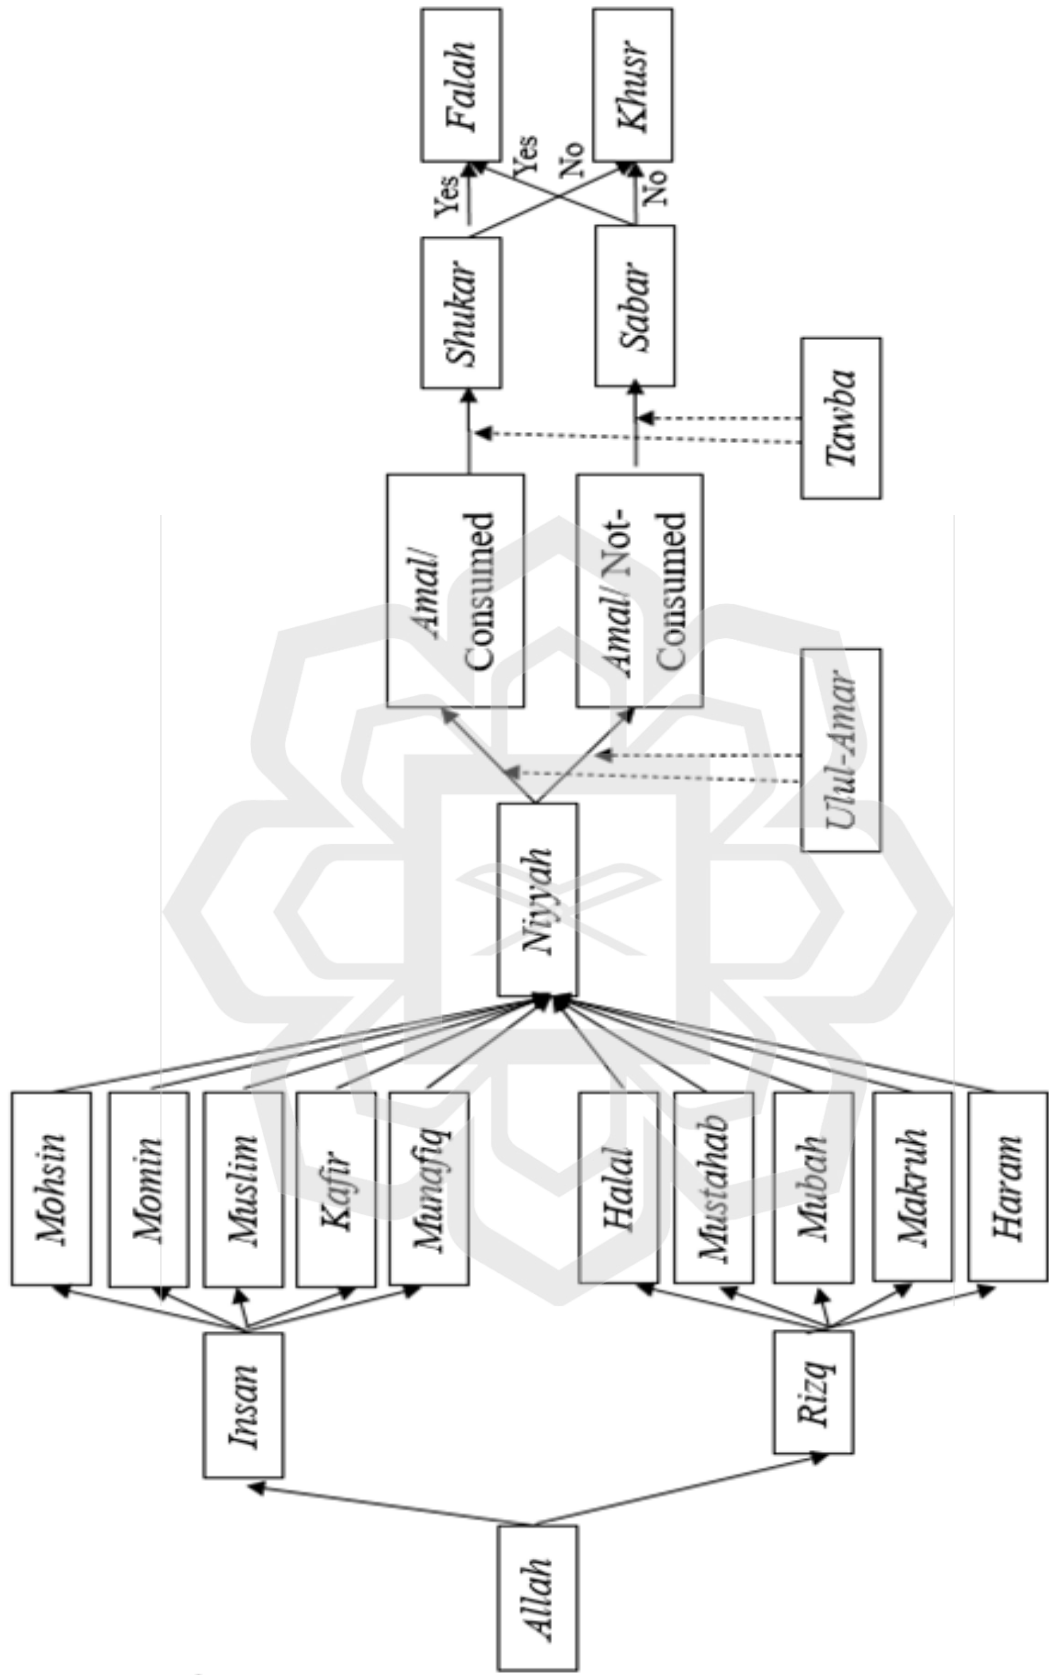 Allah
Insan
Rizq
Mohsin
Momin
Muslim
Kafir
Munafiq
Halal
Mustahab
Mubah
Makruh
Haram
Niyyah
Ulul-Amar
Amal/
Consumed
Amal/ Not-
Consumed
Tawba
Shukar
Sabar
Yes
Yes
No
No
Falah
Khusr